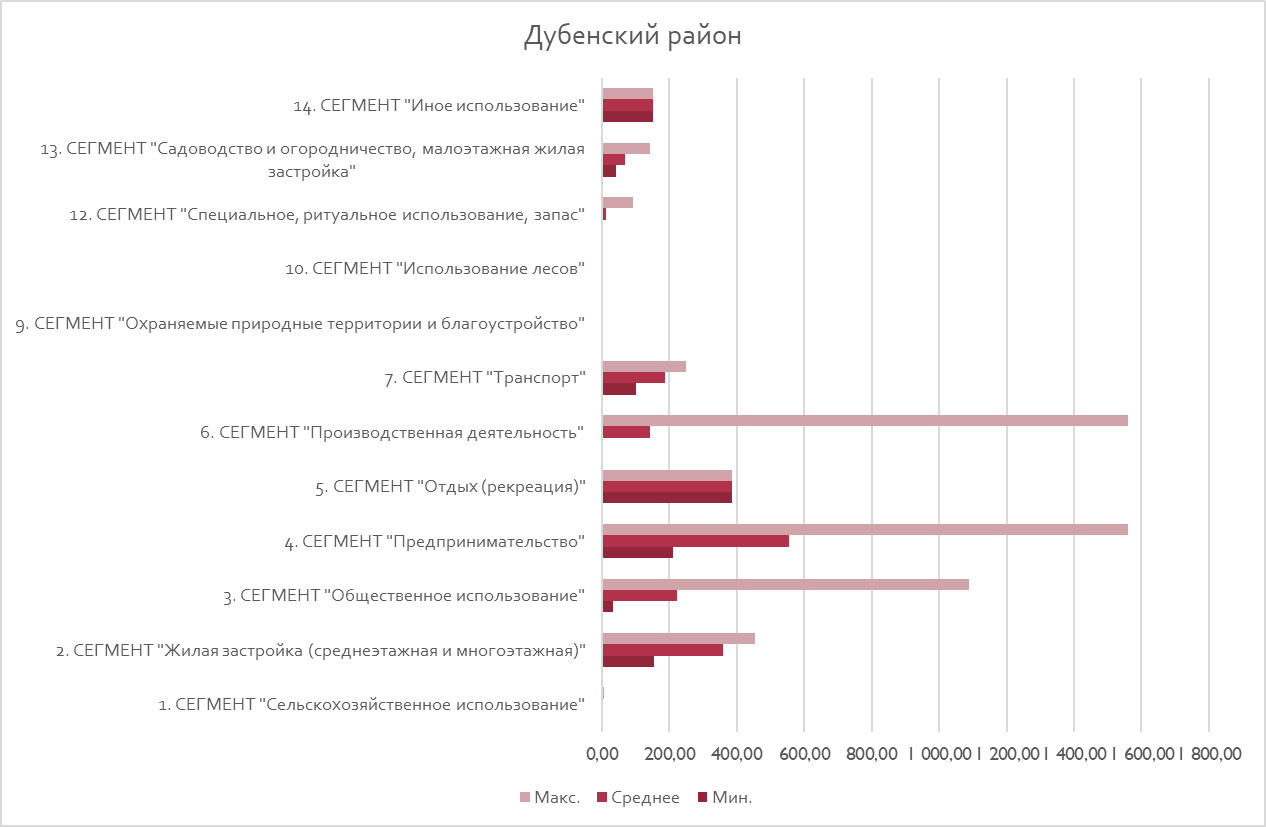 Дубенский район
14. СЕГМЕНТ "Иное использование"
13. СЕГМЕНТ "Садоводство и огородничество, малоэтажная жилая
застройка"
12. СЕГМЕНТ "Специальное, ритуальное использование, запас"
10. СЕГМЕНТ "Использование лесов"
9. СЕГМЕНТ "Охраняемые природные территории и благоустройство"
7. СЕГМЕНТ "Транспорт"
6. СЕГМЕНТ "Производственная деятельность"
5. СЕГМЕНТ "Отдых (рекреация)"
4. СЕГМЕНТ "Предпринимательство"
3. СЕГМЕНТ "Общественное использование"
2. СЕГМЕНТ "Жилая застройка (среднеэтажная и многоэтажная)"
1. СЕГМЕНТ "Сельскохозяйственное использование"
0,00 200,00 400,00 600,00 800,00 1 000,00 1 200,00 1 400,00 1 600,00 1 800,00
Макс. Среднее Мин.